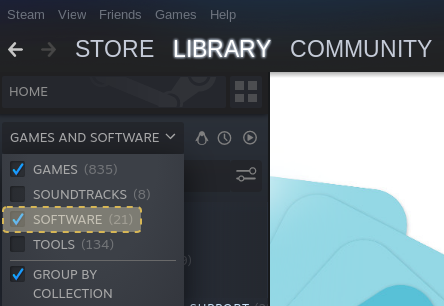 Steam View Friends Games Help
STORE LIBRARY COMMUNITY
HOME
GAMES AND SOFTWARE
GAMES (835)
SOUNDTRACKS (8)
SOFTWARE (21)
TOOLS (134)
GROUP BY
COLLECTION